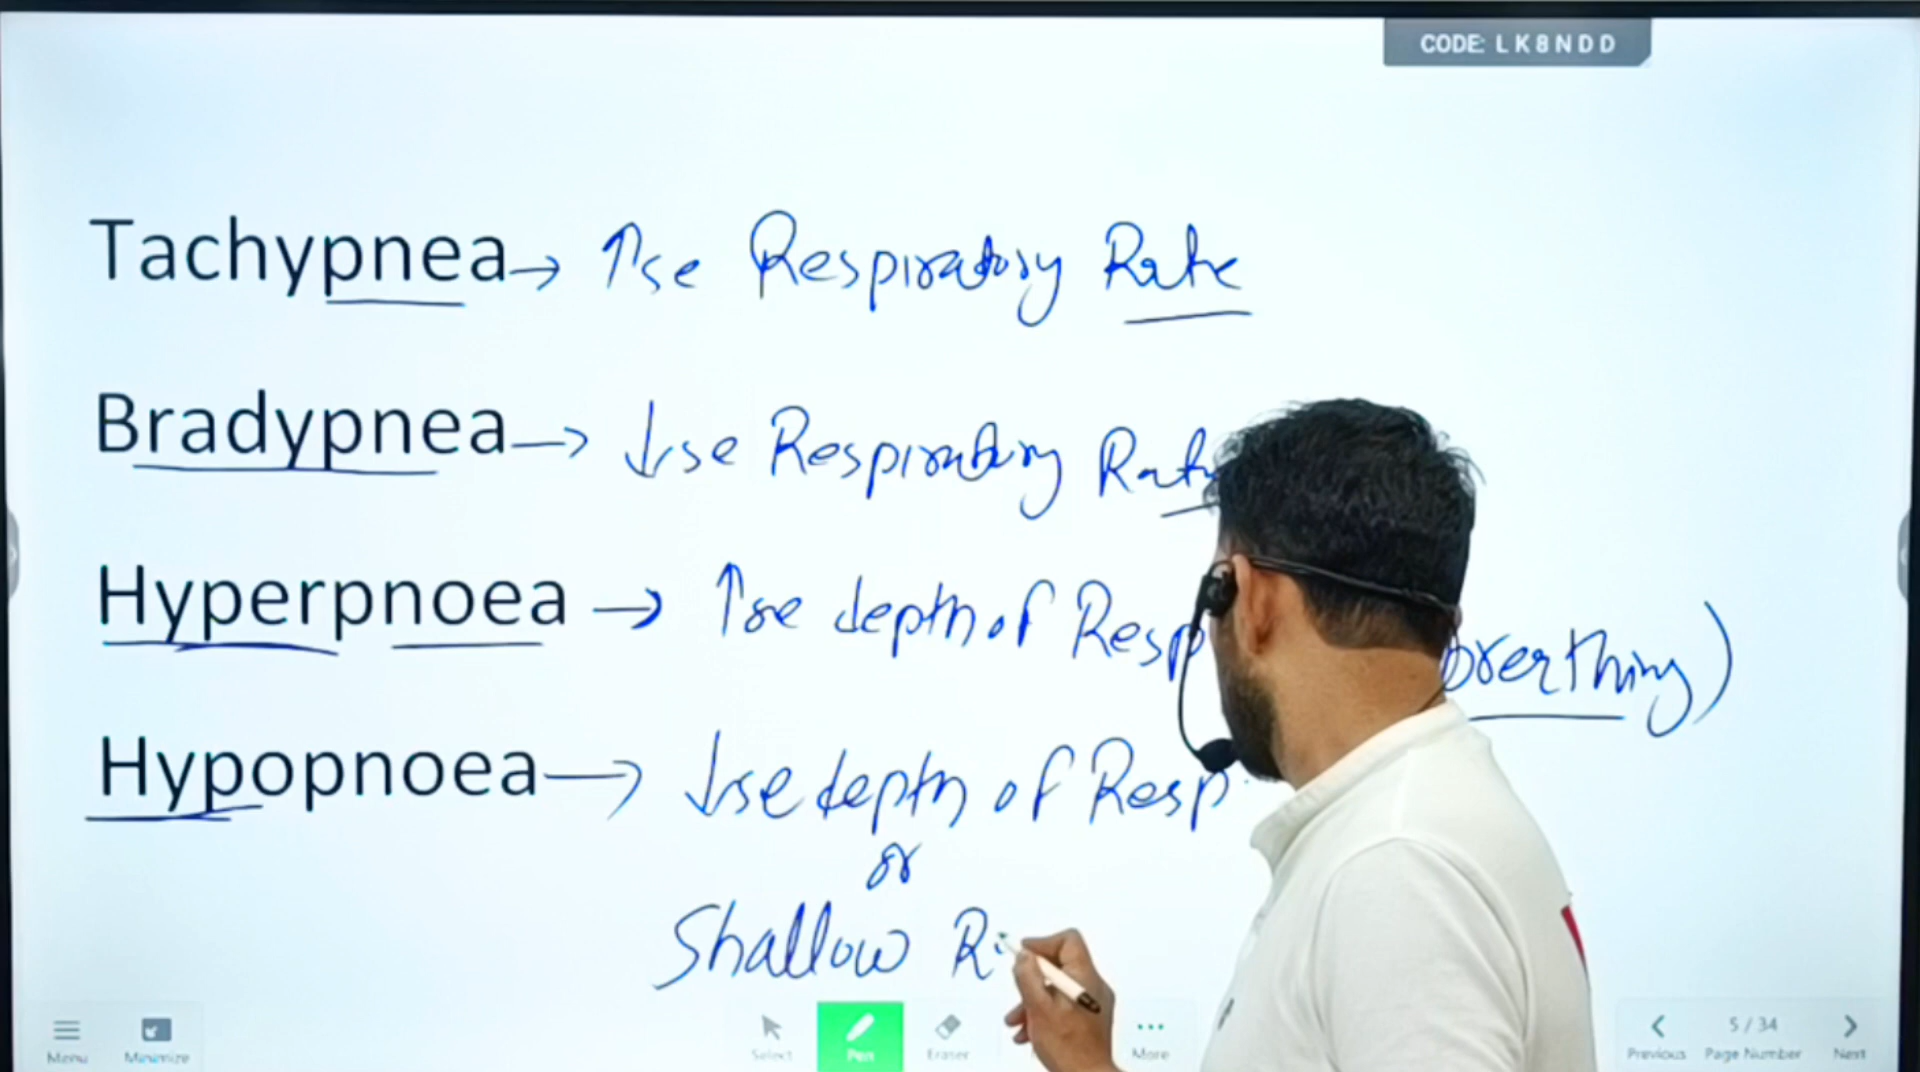 CODE: LK8NDD
Tachypnea → ↑se Respiratory Rate
Bradypnea → ↓se Respiratory Rate
Hyperpnoea → ↑se depth of Resp breathing)
Hypopnoea → ↓se depth of Resp.
or
Shallow
Menu Minimize Select Pen Eraser More Previous Page Number Next
5 / 34